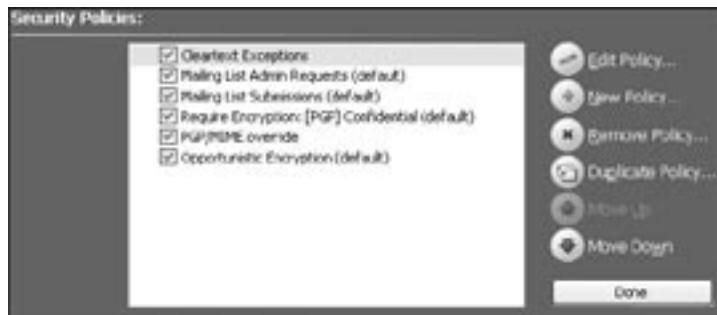 Security Policies:
Cleartext Exceptions
Mailing List Admin Requests (default)
Mailing List Submissions (default)
Require Encryption: [PGP] Confidential (default)
PGP/MIME override
Opportunistic Encryption (default)
Edit Policy...
New Policy...
Remove Policy...
Duplicate Policy...
Move Up
Move Down
Done